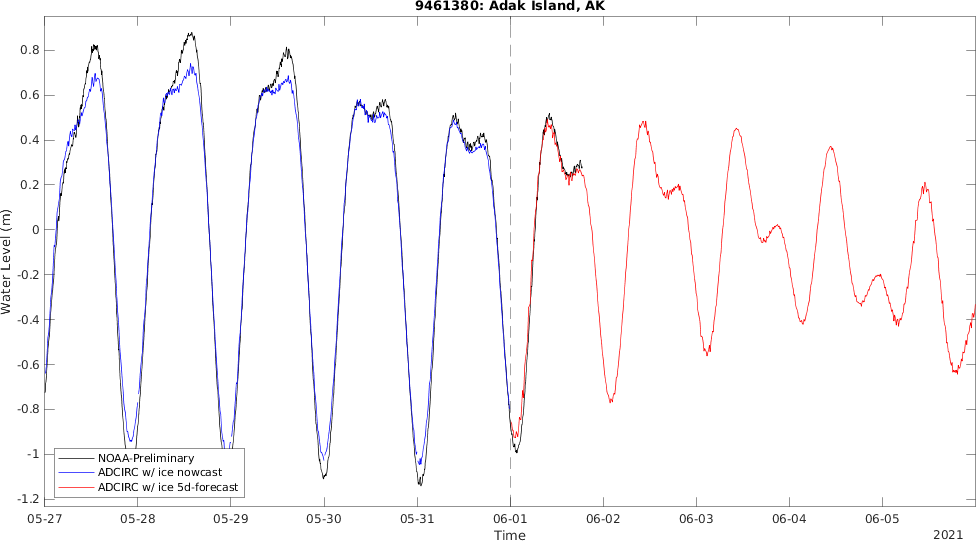 9461380: Adak Island, AK
Water Level (m)
0.8
0.6
0.4
0.2
0
-0.2
-0.4
-0.6
-0.8
-1
-1.2
NOAA-Preliminary
ADCIRC w/ ice nowcast
ADCIRC w/ ice 5d-forecast
05-27 05-28 05-29 05-30 05-31 06-01 06-02 06-03 06-04 06-05
Time
2021